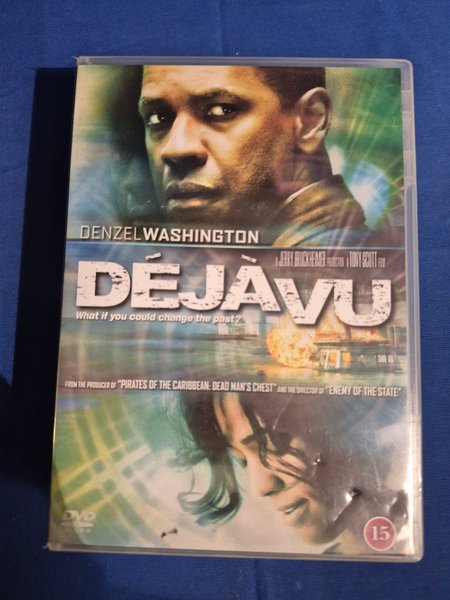 DENZEL WASHINGTON
A JERRY BRUCKHEIMER PRODUCTION A TONY SCOTT FILM
DÉJÀ VU
What if you could change the past?
FROM THE PRODUCER OF "PIRATES OF THE CARIBBEAN: DEAD MAN'S CHEST" AND THE DIRECTOR OF "ENEMY OF THE STATE"
DVD
VIDEO
15